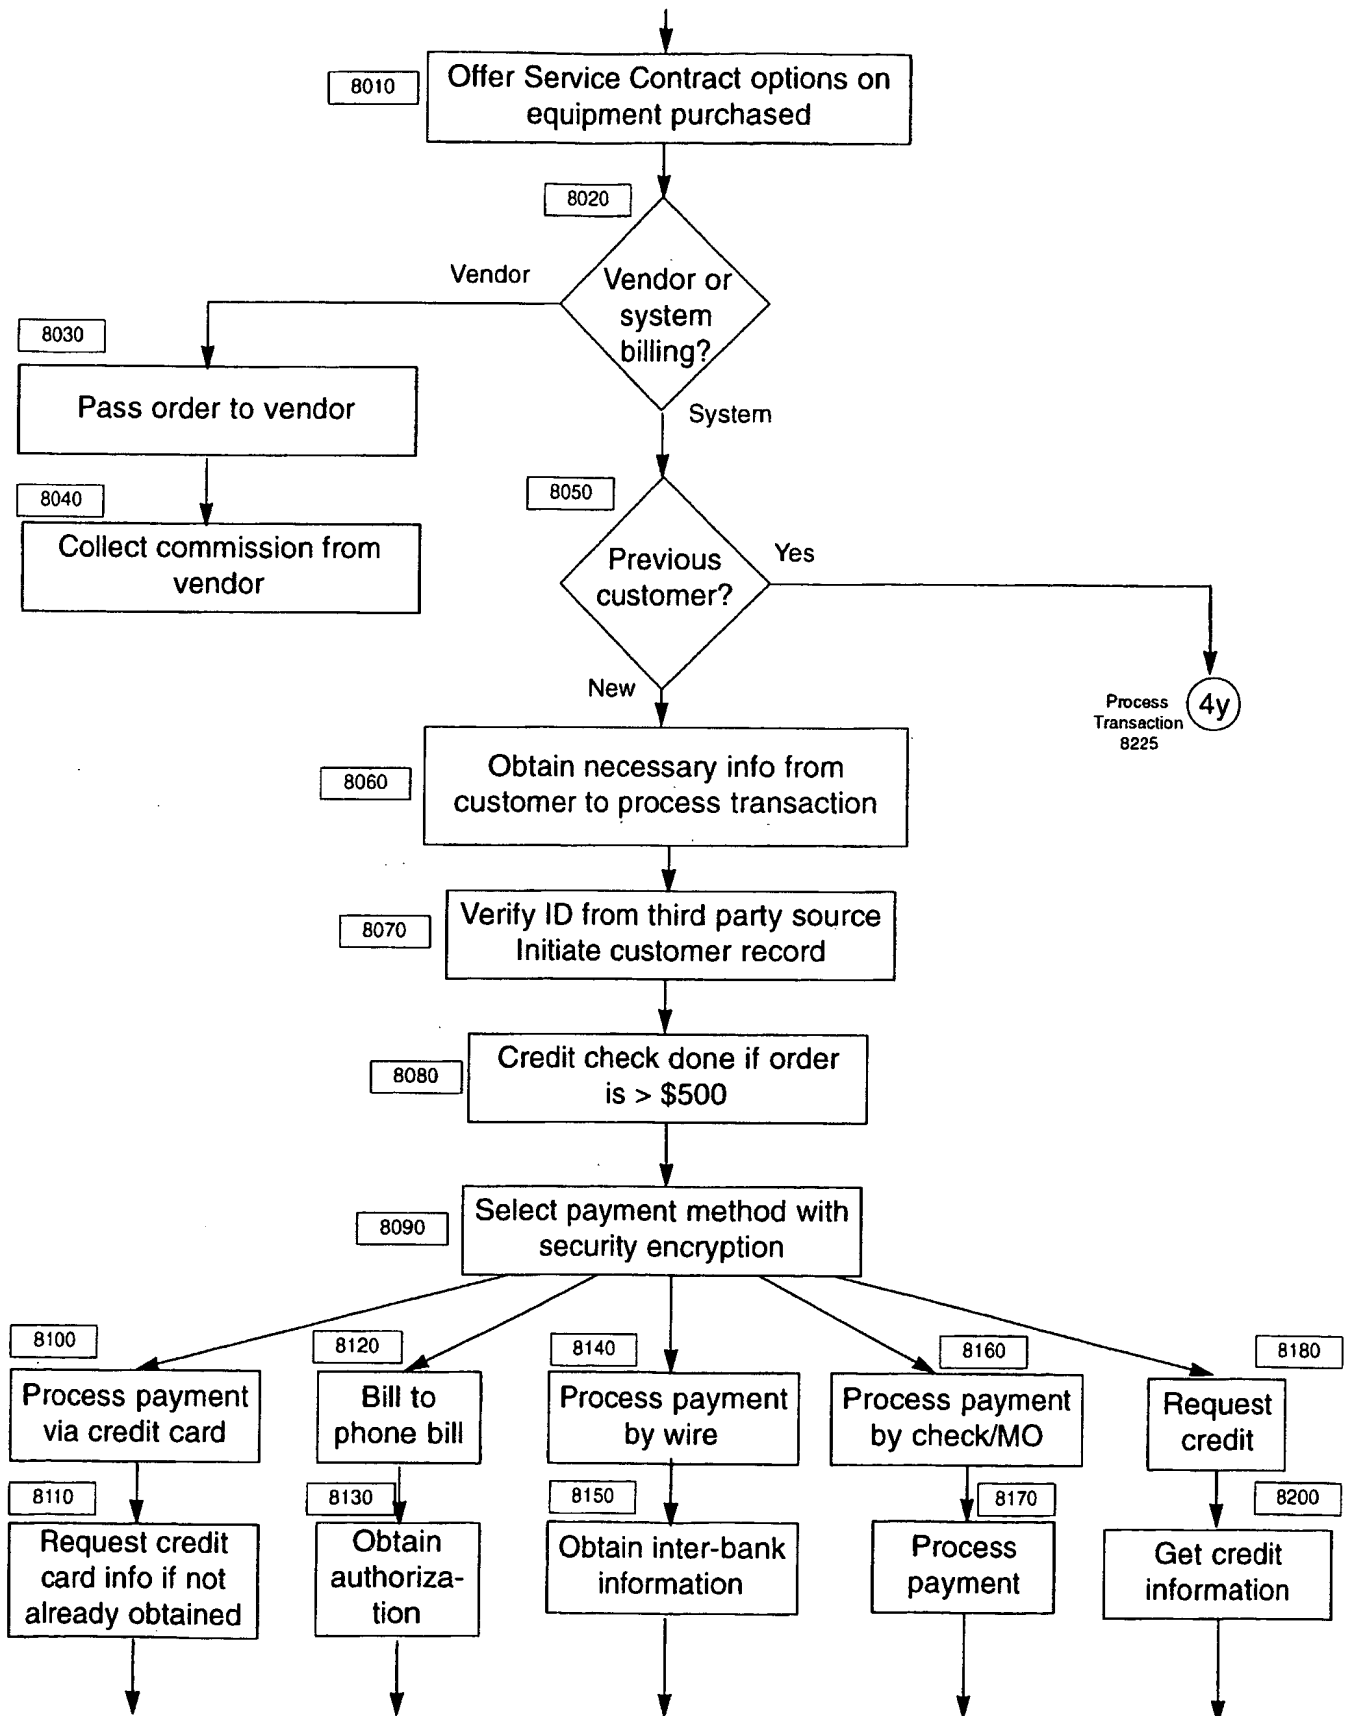 8010
Offer Service Contract options on
equipment purchased
8020
Vendor
Vendor or
system
billing?
8030
Pass order to vendor
System
8040
Collect commission from
vendor
8050
Previous
customer?
Yes
New
Process
Transaction
8225
4y
8060
Obtain necessary info from
customer to process transaction
8070
Verify ID from third party source
Initiate customer record
8080
Credit check done if order
is > $500
8090
Select payment method with
security encryption
8100
Process payment
via credit card
8120
Bill to
phone bill
8140
Process payment
by wire
8160
Process payment
by check/MO
8180
Request
credit
8110
Request credit
card info if not
already obtained
8130
Obtain
authoriza-
tion
8150
Obtain inter-bank
information
8170
Process
payment
8200
Get credit
information